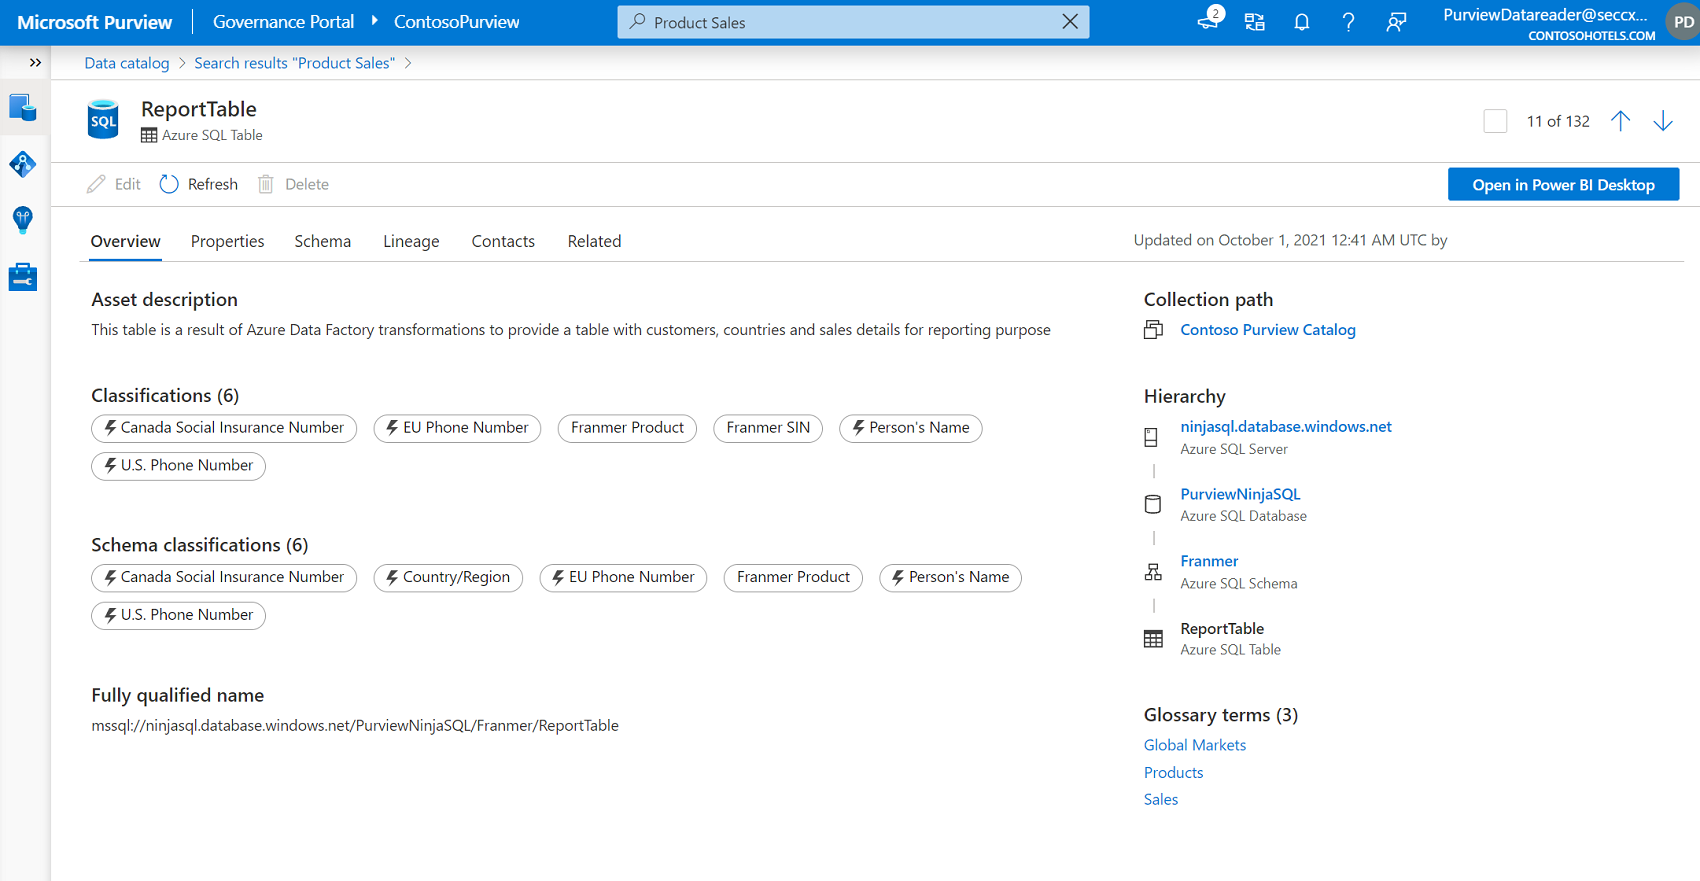 Microsoft Purview Governance Portal ContosoPurview Product Sales 2 PurviewDatareader@seccx... PD
CONTOSOHOTELS.COM
Data catalog > Search results "Product Sales" >
SQL
ReportTable
Azure SQL Table
11 of 132
Edit Refresh Delete Open in Power BI Desktop
Overview Properties Schema Lineage Contacts Related
Updated on October 1, 2021 12:41 AM UTC by
Asset description
This table is a result of Azure Data Factory transformations to provide a table with customers, countries and sales details for reporting purpose
Classifications (6)
Canada Social Insurance Number EU Phone Number Franmer Product Franmer SIN Person's Name
U.S. Phone Number
Schema classifications (6)
Canada Social Insurance Number Country/Region EU Phone Number Franmer Product Person's Name
U.S. Phone Number
Fully qualified name
mssql://ninjasql.database.windows.net/PurviewNinjaSQL/Franmer/ReportTable
Collection path
Contoso Purview Catalog
Hierarchy
ninjasql.database.windows.net
Azure SQL Server
PurviewNinjaSQL
Azure SQL Database
Franmer
Azure SQL Schema
ReportTable
Azure SQL Table
Glossary terms (3)
Global Markets
Products
Sales